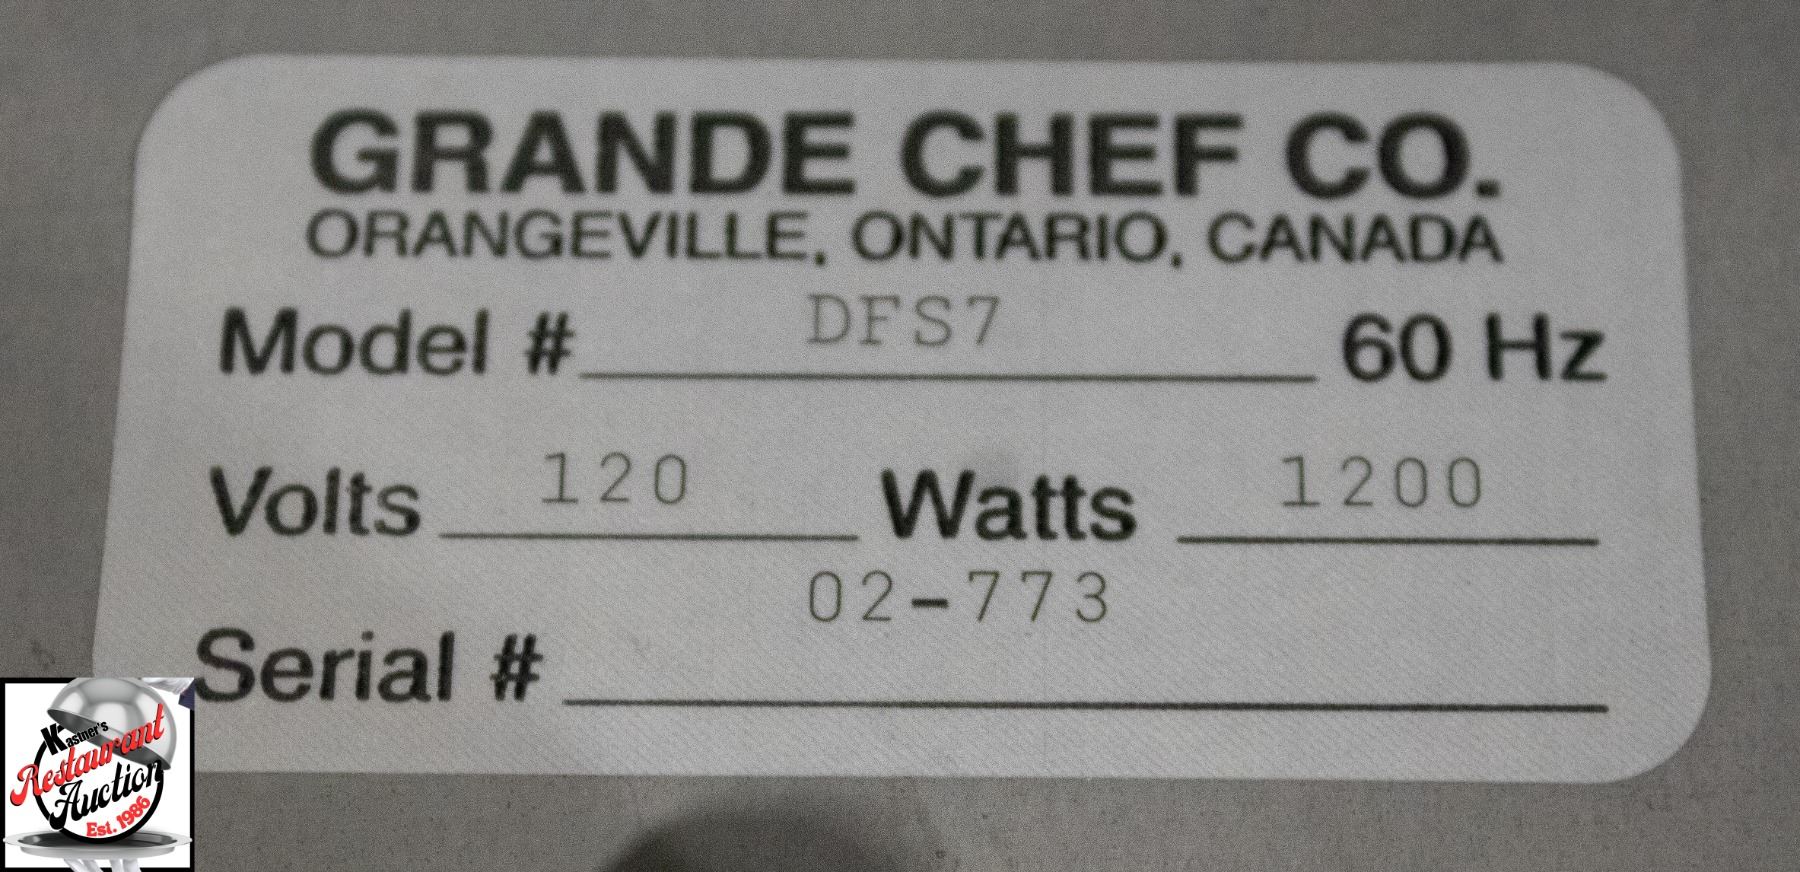 GRANDE CHEF CO.
ORANGEVILLE, ONTARIO, CANADA
Model # DFS7 60 Hz
Volts 120 Watts 1200
02-773
Serial #
Kastner's
Restaurant
Auction
Est. 1986